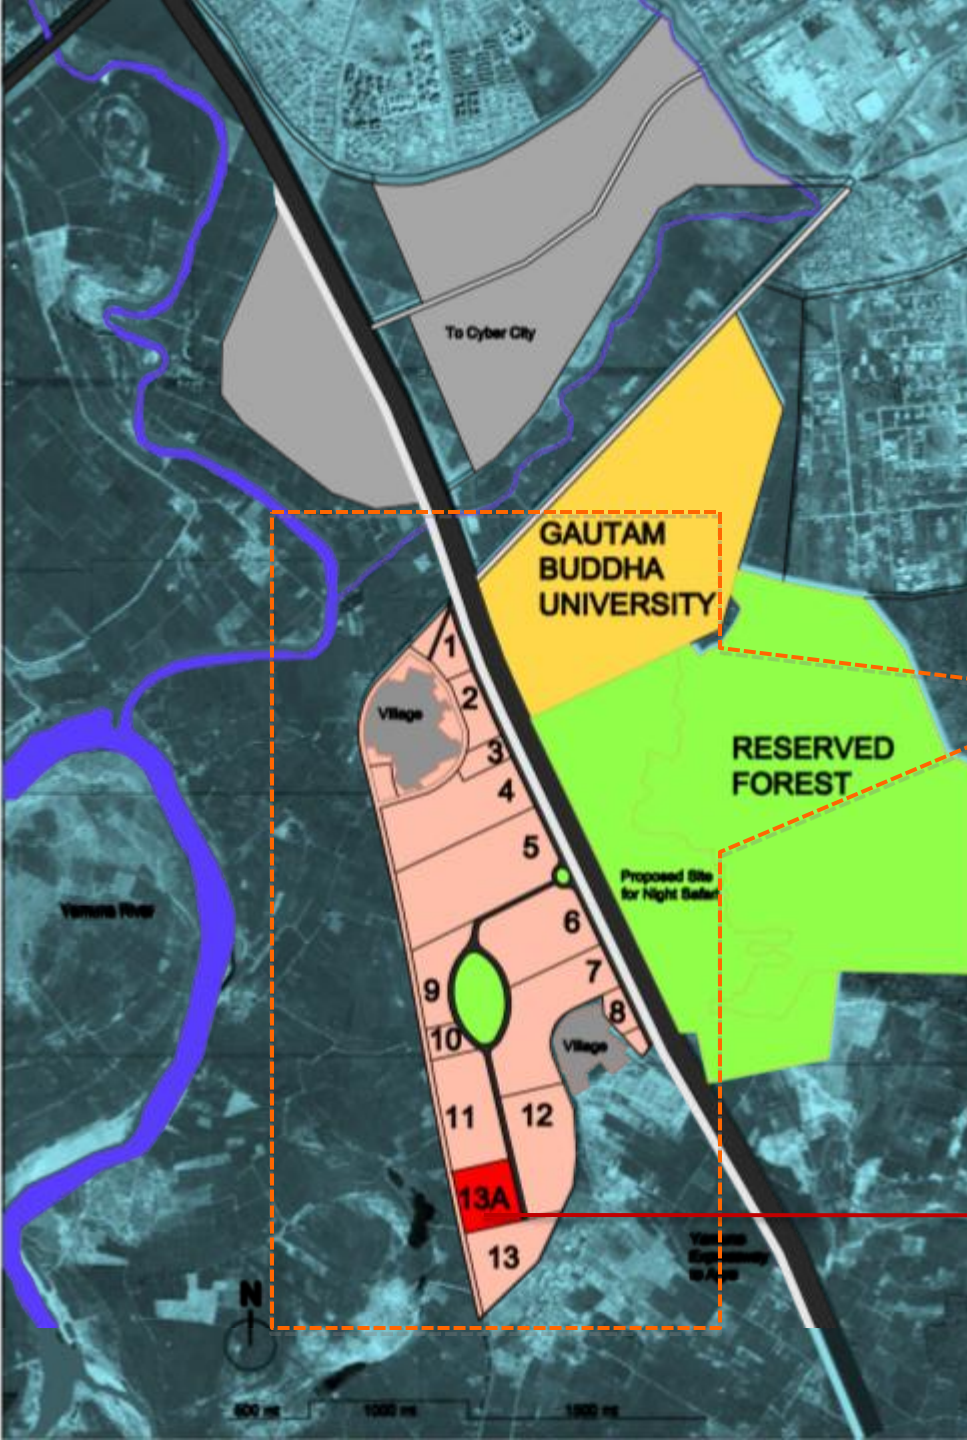 To Cyber City
GAUTAM
BUDDHA
UNIVERSITY
1
2
Village
3
RESERVED
FOREST
4
5
Proposed Site
for Night Safari
6
Yamuna River
7
9
8
10
Village
11
12
13A
Yamuna
Expressway
to Agra
13
N
500 mt
1000 mt
1500 mt